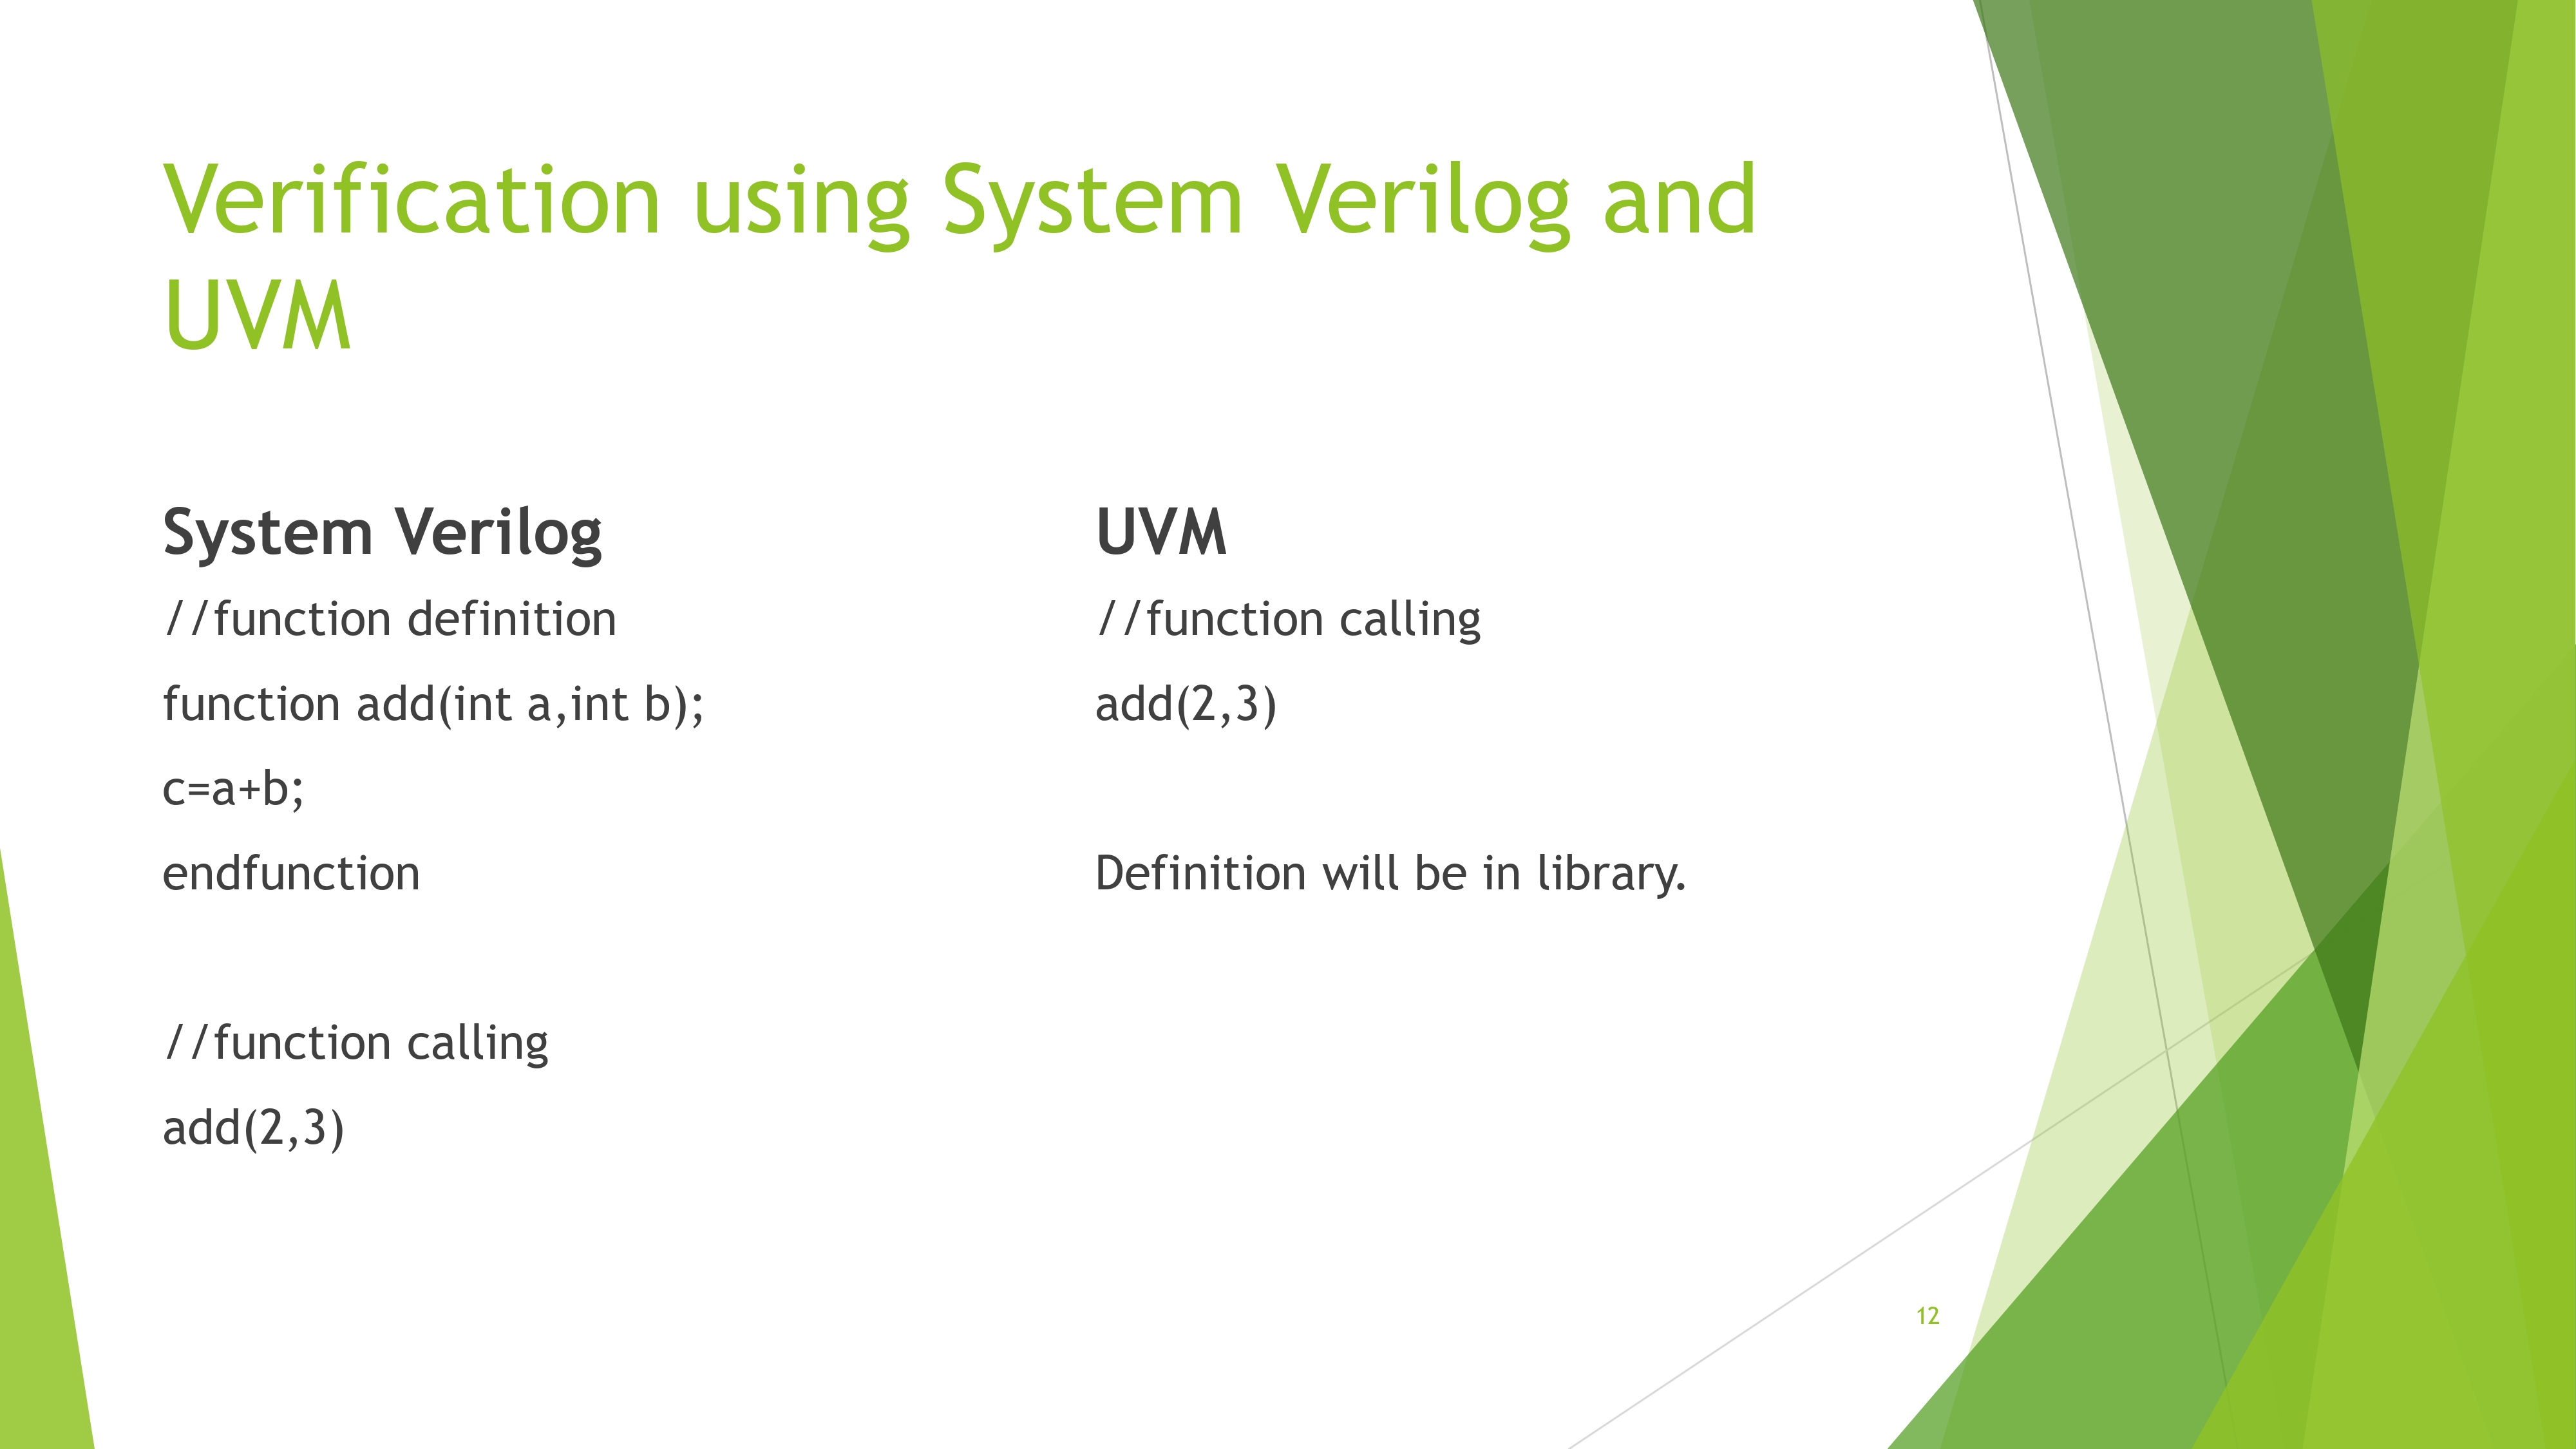 Verification using System Verilog and
UVM
System Verilog
//function definition
function add(int a,int b);
c=a+b;
endfunction
//function calling
add(2,3)
UVM
//function calling
add(2,3)
Definition will be in library.
12